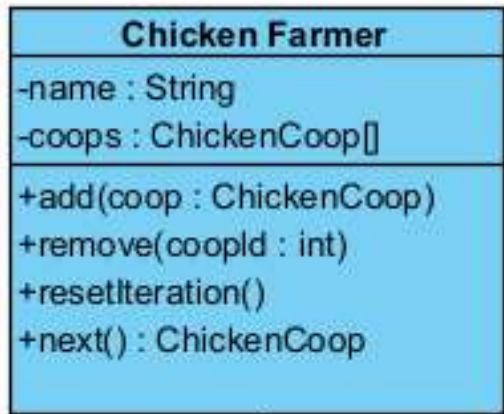 Chicken Farmer
-name : String
-coops : ChickenCoop[]
+add(coop : ChickenCoop)
+remove(coopId : int)
+resetIteration()
+next() : ChickenCoop